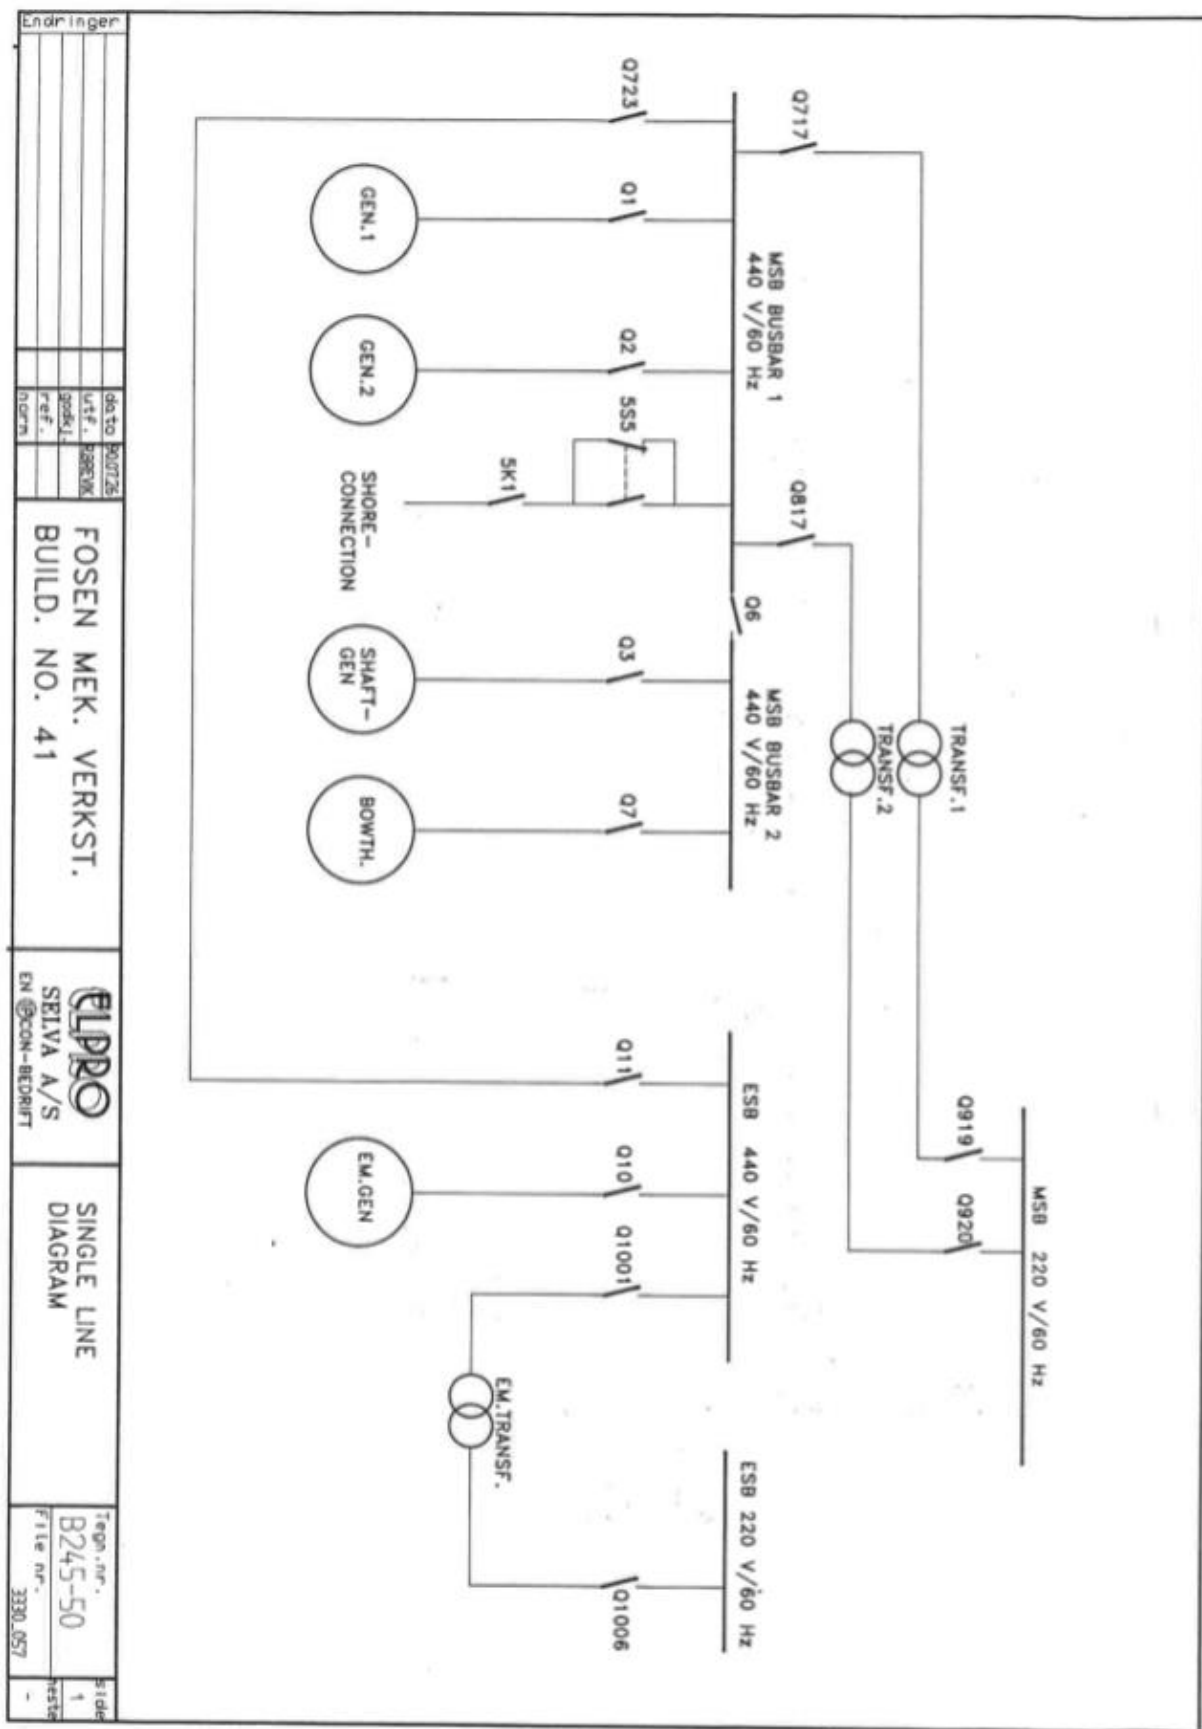 Q717
Q723
Q1
MSB BUSBAR 1
440 V/60 Hz
GEN.1
Q2
GEN.2
5S5
5K1
SHORE-
CONNECTION
Q817
Q6
Q3
SHAFT-
GEN
MSB BUSBAR 2
440 V/60 Hz
Q7
BOWTH.
TRANSF.1
TRANSF.2
Q919
Q920
MSB 220 V/60 Hz
Q11
ESB 440 V/60 Hz
Q10
EM.GEN
Q1001
EM.TRANSF.
ESB 220 V/60 Hz
Q1006
Endringer
dato 900726
utf.
godkj.
ref.
norm
FOSEN MEK. VERKST.
BUILD. NO. 41
ELPRO
SELVA A/S
EN CON-BEDRIFT
SINGLE LINE
DIAGRAM
Tegn.nr.
B245-50
File nr.
3330_057
side
1
neste
-